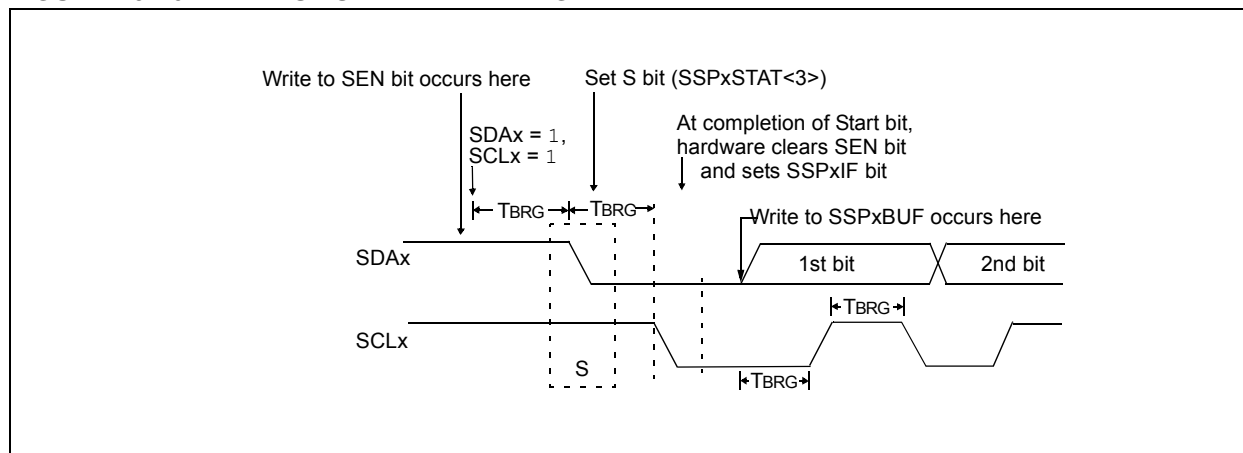 Write to SEN bit occurs here
Set S bit (SSPxSTAT<3>)
SDAx = 1,
SCLx = 1
At completion of Start bit,
hardware clears SEN bit
and sets SSPxIF bit
TBRG
TBRG
Write to SSPxBUF occurs here
SDAx
1st bit
2nd bit
TBRG
SCLx
S
TBRG